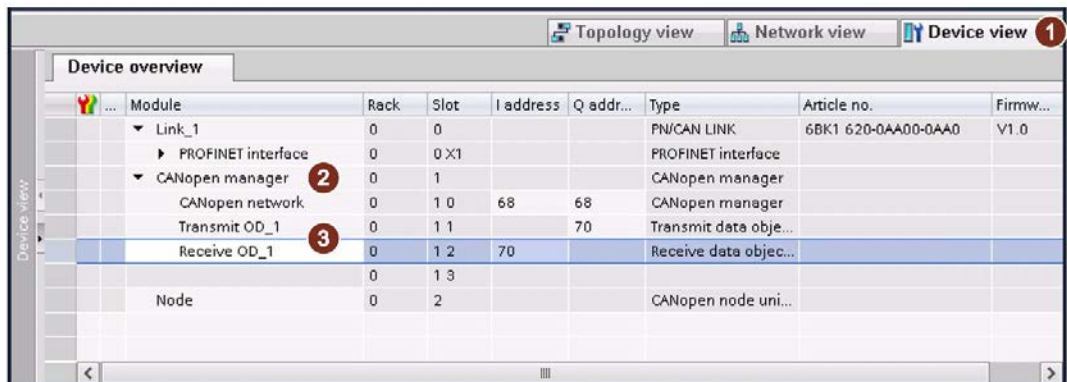 Topology view Network view Device view 1
Device overview
... Module Rack Slot I address Q addr... Type Article no. Firmw...
Link_1 0 0 PN/CAN LINK 6BK1 620-0AA00-0AA0 V1.0
PROFINET interface 0 0 X1 PROFINET interface
CANopen manager 2 0 1 CANopen manager
CANopen network 0 1 0 68 68 CANopen manager
Transmit OD_1 0 1 1 70 Transmit data obje...
3
Receive OD_1 0 1 2 70 Receive data objec...
0 1 3
Node 0 2 CANopen node uni...
Device view